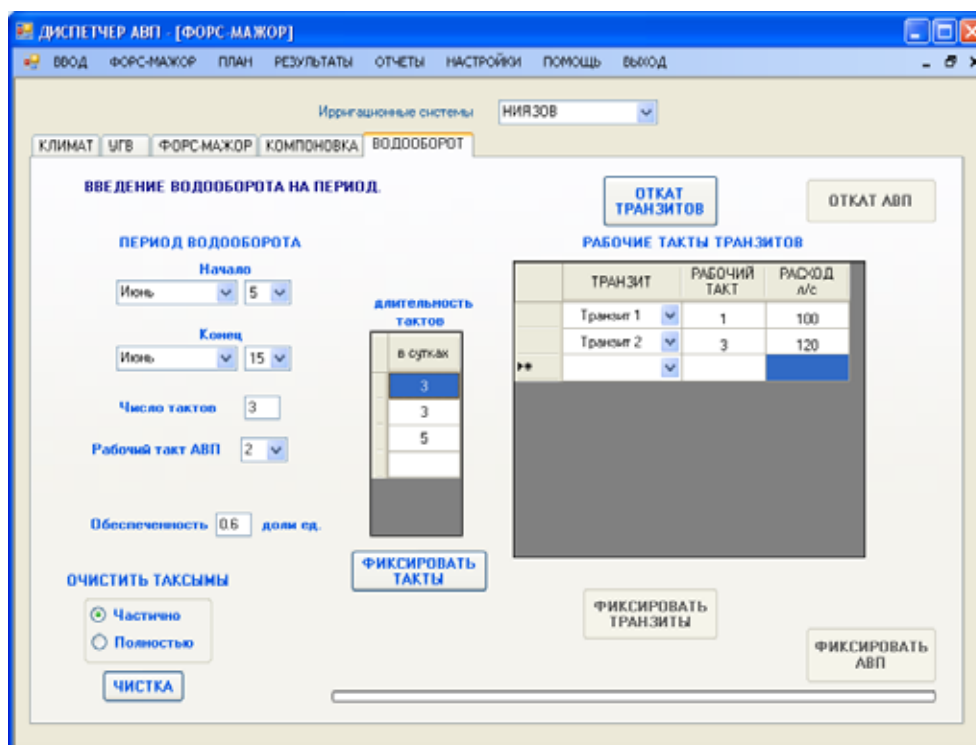 ДИСПЕТЧЕР АВП - [ФОРС-МАЖОР]
ВВОД ФОРС-МАЖОР ПЛАН РЕЗУЛЬТАТЫ ОТЧЕТЫ НАСТРОЙКИ ПОМОЩЬ ВЫХОД
Ирригационные системы НИЯЗОВ
КЛИМАТ УГВ ФОРС-МАЖОР КОМПОНОВКА ВОДООБОРОТ
ВВЕДЕНИЕ ВОДООБОРОТА НА ПЕРИОД.
ОТКАТ
ТРАНЗИТОВ
ОТКАТ АВП
ПЕРИОД ВОДООБОРОТА
Начало
Июнь 5
Конец
Июнь 15
Число тактов 3
Рабочий такт АВП 2
Обеспеченность 0.6 доли ед.
длительность
тактов
в сутках
3
3
5
ФИКСИРОВАТЬ
ТАКТЫ
РАБОЧИЕ ТАКТЫ ТРАНЗИТОВ
ТРАНЗИТ РАБОЧИЙ ТАКТ РАСХОД л/с
Транзит 1 1 100
Транзит 2 3 120
ОЧИСТИТЬ ТАКСЫМЫ
Частично
Полностью
ЧИСТКА
ФИКСИРОВАТЬ
ТРАНЗИТЫ
ФИКСИРОВАТЬ
АВП